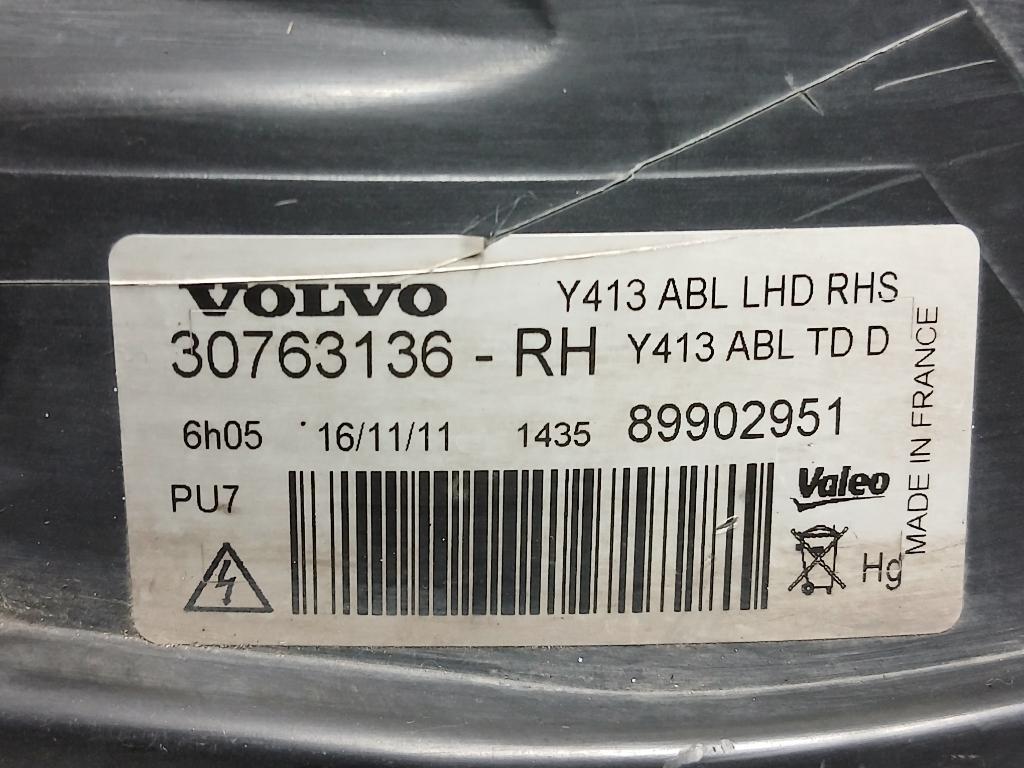 VOLVO
Y413 ABL LHD RHS
30763136 - RH
Y413 ABL TD D
6h05 16/11/11 1435 89902951
PU7
Valeo
Hg
MADE IN FRANCE